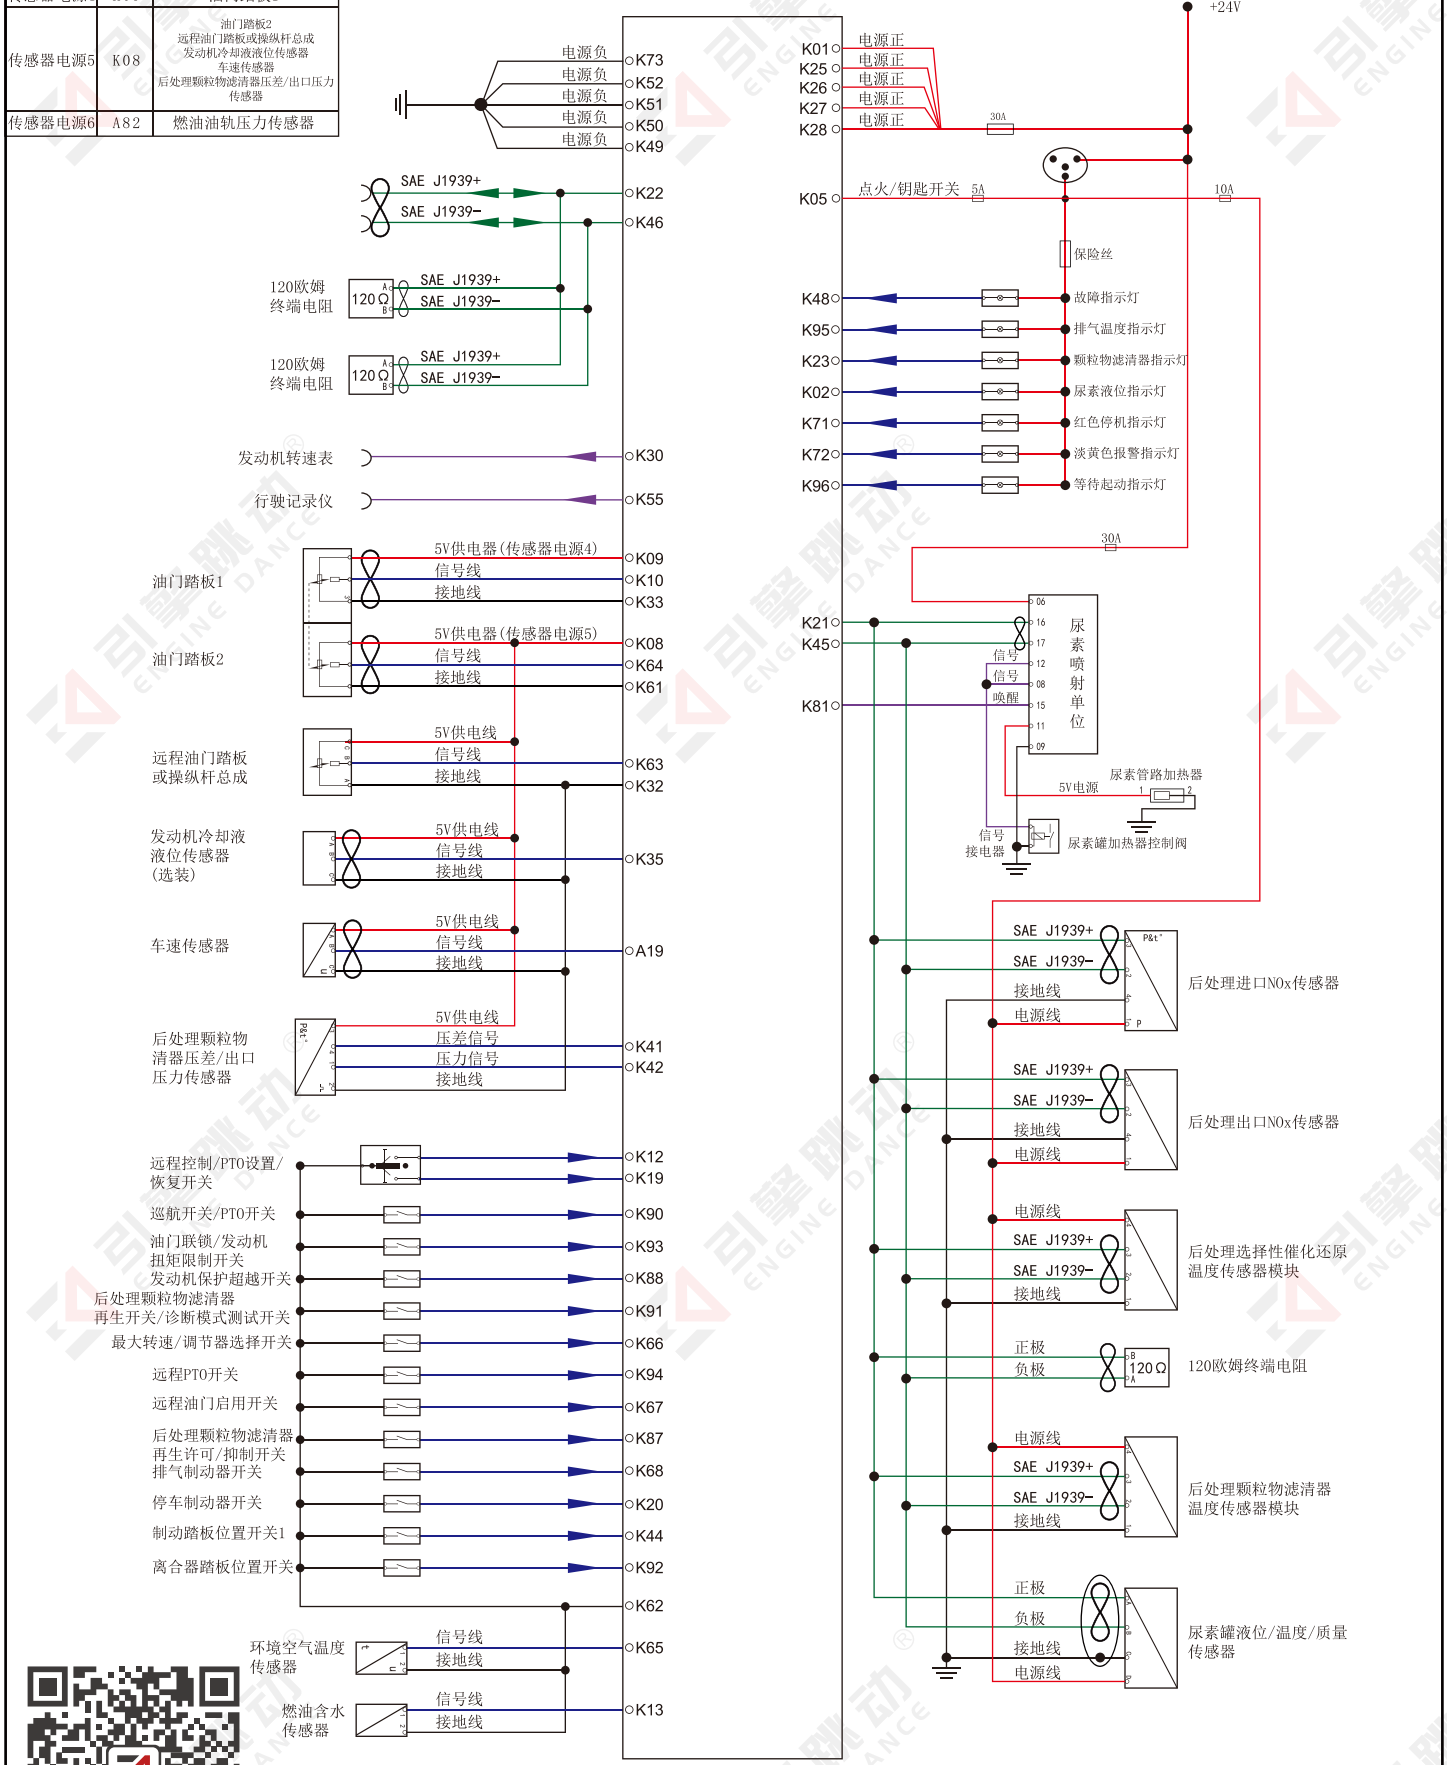 传感器电源5 K08
油门踏板2
远程油门踏板或操纵杆总成
发动机冷却液液位传感器
车速传感器
后处理颗粒物滤清器压差/出口压力
传感器
传感器电源6 A82 燃油油轨压力传感器
电源负 K73
电源负 K52
电源负 K51
电源负 K50
电源负 K49
SAE J1939+ K22
SAE J1939- K46
120欧姆
终端电阻
120Ω
A
B
SAE J1939+
SAE J1939-
120欧姆
终端电阻
120Ω
A
B
SAE J1939+
SAE J1939-
发动机转速表 K30
行驶记录仪 K55
油门踏板1
5V供电器(传感器电源4) K09
信号线 K10
接地线 K33
油门踏板2
5V供电器(传感器电源5) K08
信号线 K64
接地线 K61
远程油门踏板
或操纵杆总成
C
B
A
5V供电线
信号线 K63
接地线 K32
发动机冷却液
液位传感器
(选装)
A
B
C
5V供电线
信号线 K35
接地线
车速传感器
A
B
C
5V供电线
信号线 A19
接地线
后处理颗粒物
清器压差/出口
压力传感器
P&t°
5V供电线
压差信号 K41
压力信号 K42
接地线
远程控制/PTO设置/
恢复开关
K12
K19
巡航开关/PTO开关 K90
油门联锁/发动机
扭矩限制开关
K93
发动机保护超越开关 K88
后处理颗粒物滤清器
再生开关/诊断模式测试开关
K91
最大转速/调节器选择开关 K66
远程PTO开关 K94
远程油门启用开关 K67
后处理颗粒物滤清器
再生许可/抑制开关
K87
排气制动器开关 K68
停车制动器开关 K20
制动踏板位置开关1 K44
离合器踏板位置开关 K92
K62
环境空气温度
传感器
t
1
2
信号线 K65
接地线
燃油含水
传感器
1
2
信号线 K13
接地线
+24V
K01 电源正
K25 电源正
K26 电源正
K27 电源正
K28 电源正 30A
K05 点火/钥匙开关 5A 10A
保险丝
K48 故障指示灯
K95 排气温度指示灯
K23 颗粒物滤清器指示灯
K02 尿素液位指示灯
K71 红色停机指示灯
K72 淡黄色报警指示灯
K96 等待起动指示灯
30A
06
K21 16
K45 17
信号 12
信号 08
K81 唤醒 15
11
09
尿素喷射单位
尿素管路加热器
5V电源 1 2
信号
接电器
尿素罐加热器控制阀
SAE J1939+
SAE J1939-
接地线
电源线
P&t°
3
2
4
1 P
后处理进口NOx传感器
SAE J1939+
SAE J1939-
接地线
电源线
3
2
4
1
后处理出口NOx传感器
电源线
SAE J1939+
SAE J1939-
接地线
4
3
2
1
后处理选择性催化还原
温度传感器模块
正极
负极
B
120Ω
A
120欧姆终端电阻
电源线
SAE J1939+
SAE J1939-
接地线
4
3
2
1
后处理颗粒物滤清器
温度传感器模块
正极
负极
接地线
电源线
尿素罐液位/温度/质量
传感器
引擎跳动
ENGINE DANCE
®